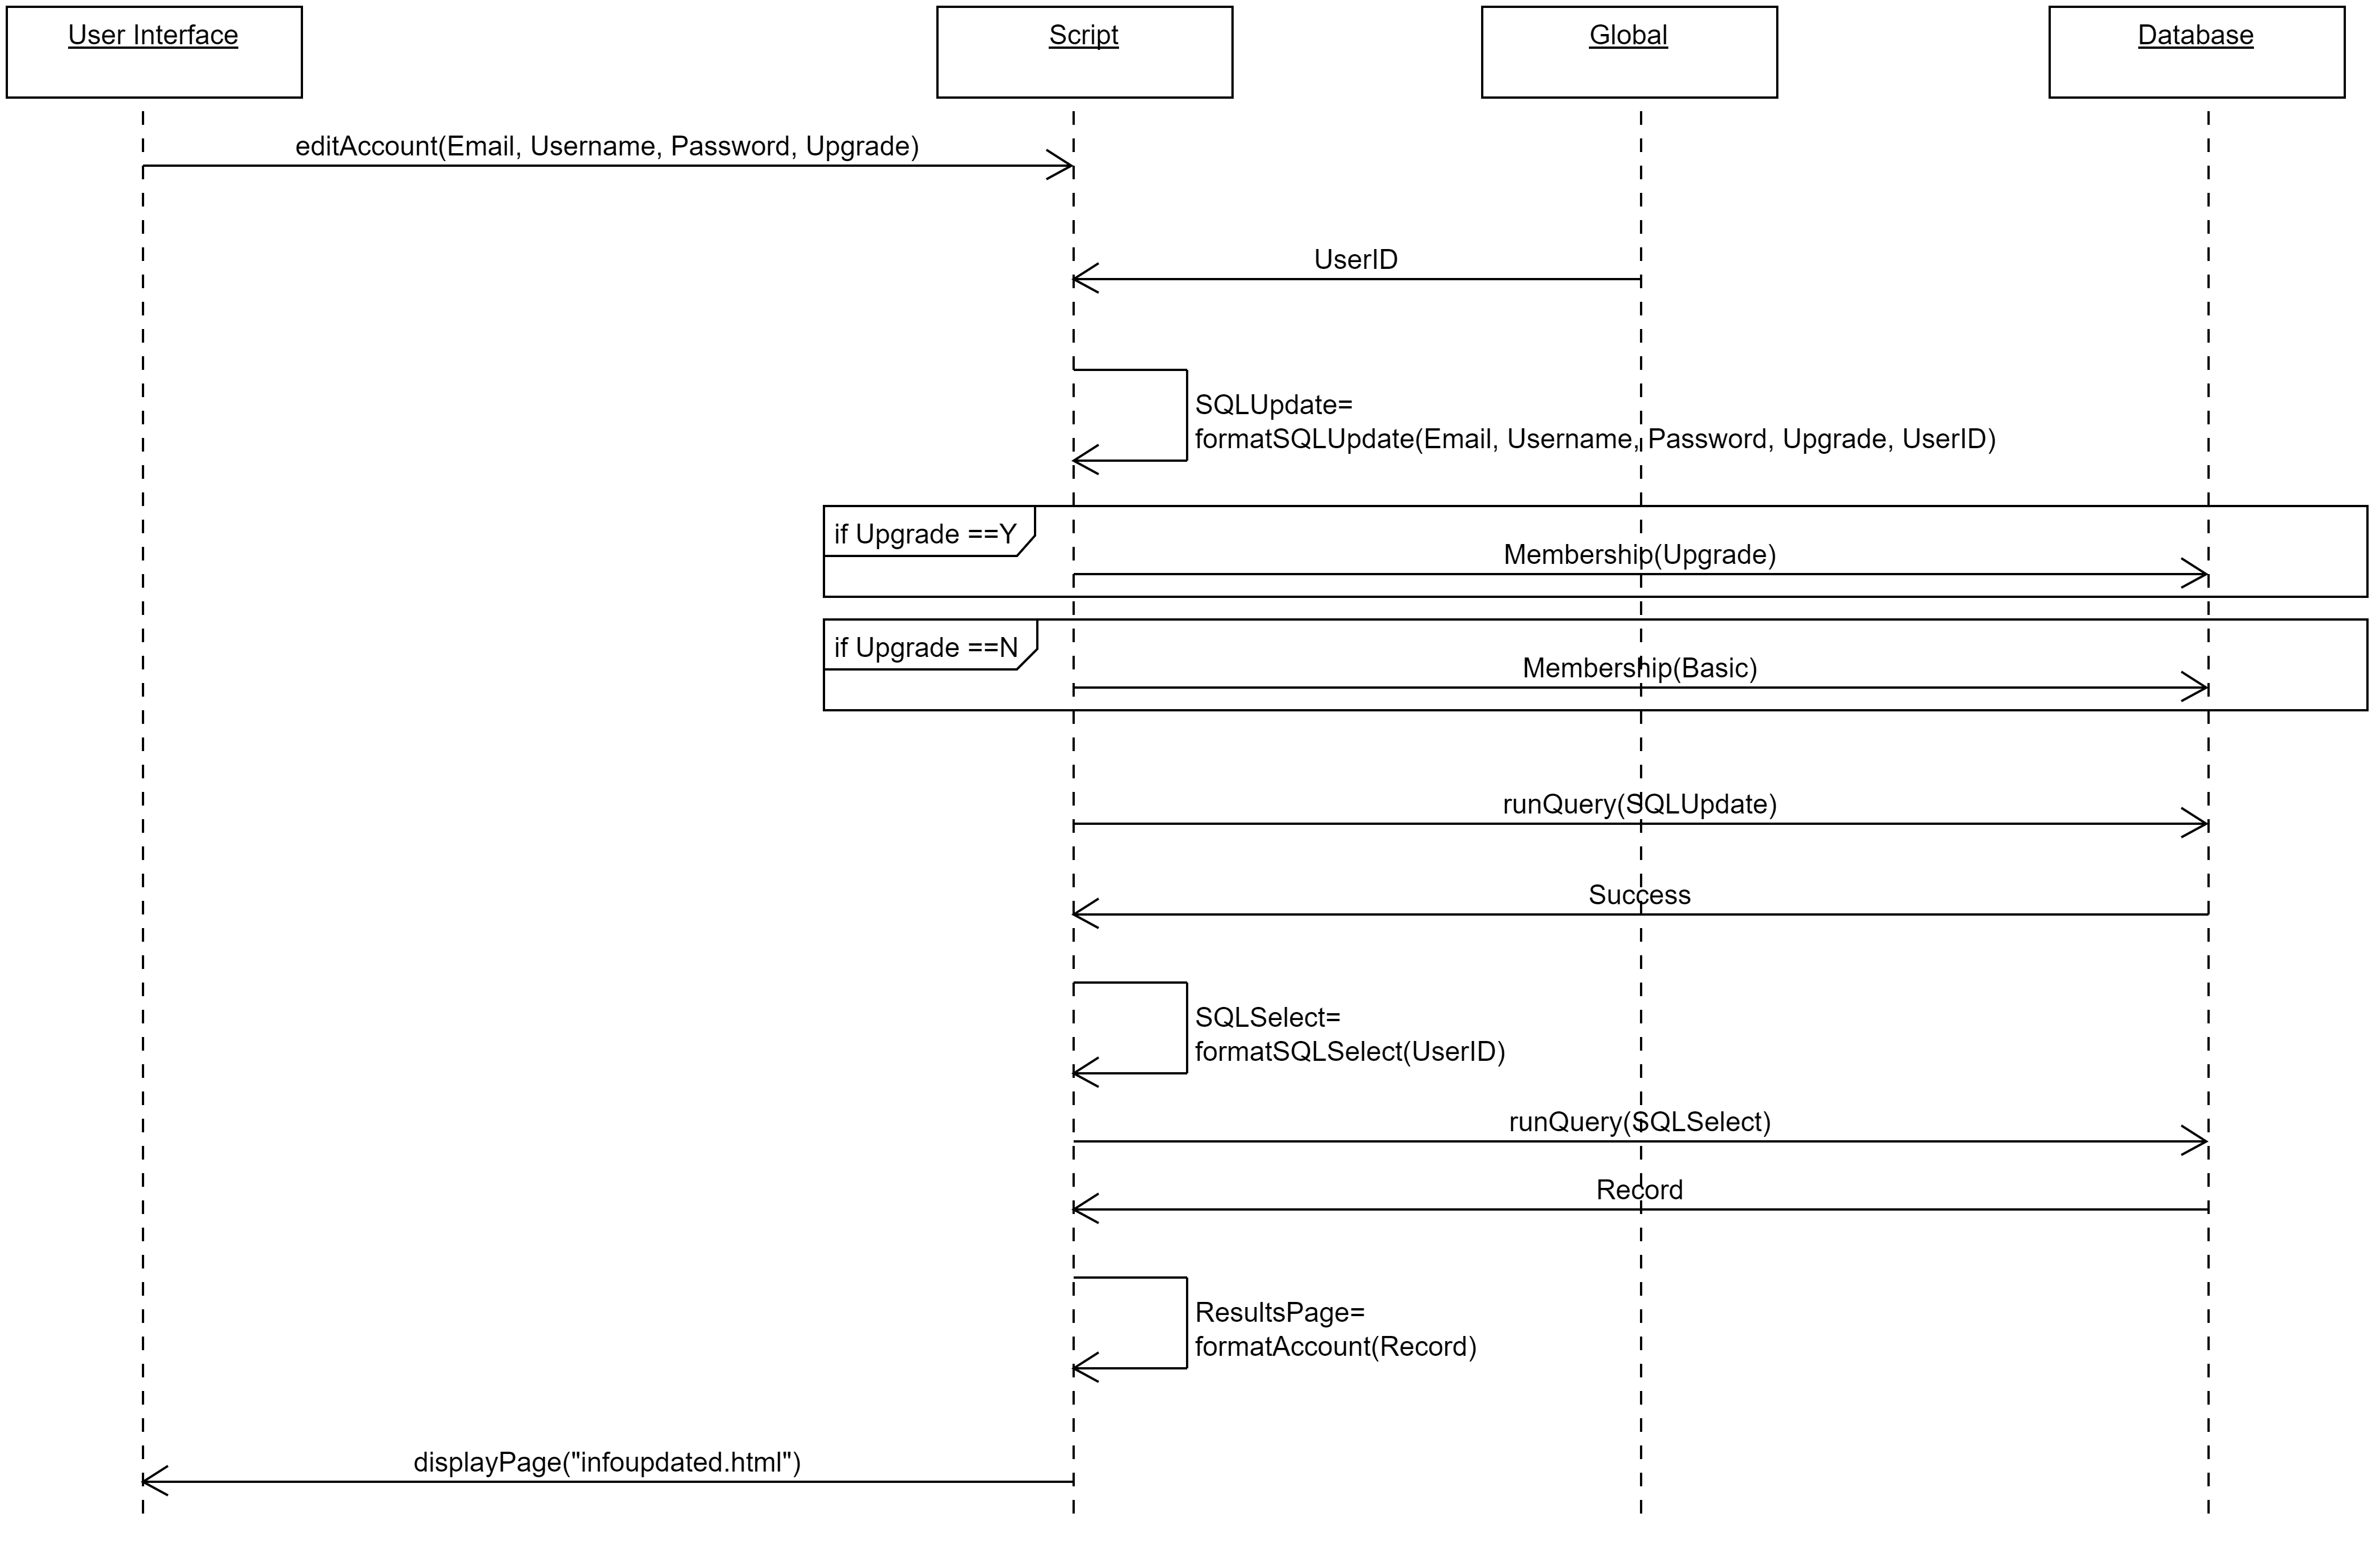 User Interface
Script
Global
Database
editAccount(Email, Username, Password, Upgrade)
UserID
SQLUpdate=
formatSQLUpdate(Email, Username, Password, Upgrade, UserID)
if Upgrade ==Y
Membership(Upgrade)
if Upgrade ==N
Membership(Basic)
runQuery(SQLUpdate)
Success
SQLSelect=
formatSQLSelect(UserID)
runQuery(SQLSelect)
Record
ResultsPage=
formatAccount(Record)
displayPage("infoupdated.html")